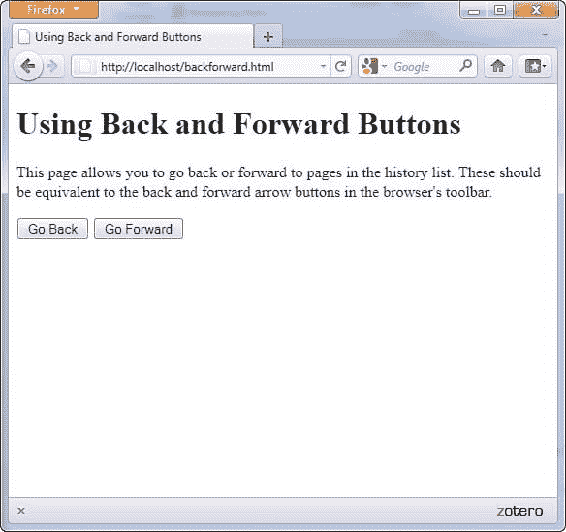 Firefox
Using Back and Forward Buttons
http://localhost/backforward.html
Google
Using Back and Forward Buttons
This page allows you to go back or forward to pages in the history list. These should
be equivalent to the back and forward arrow buttons in the browser's toolbar.
Go Back Go Forward
zotero